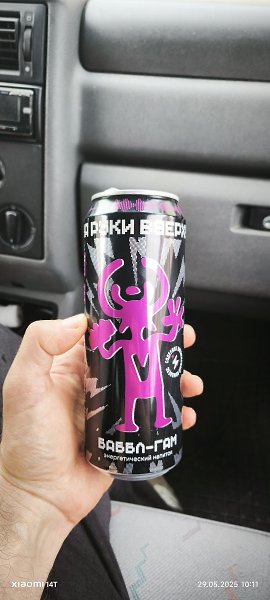 А РУКИ ВВЕРХ
БАББЛ-ГАМ
энергетический напиток
xiaomi 14T
29.05.2025 10:11